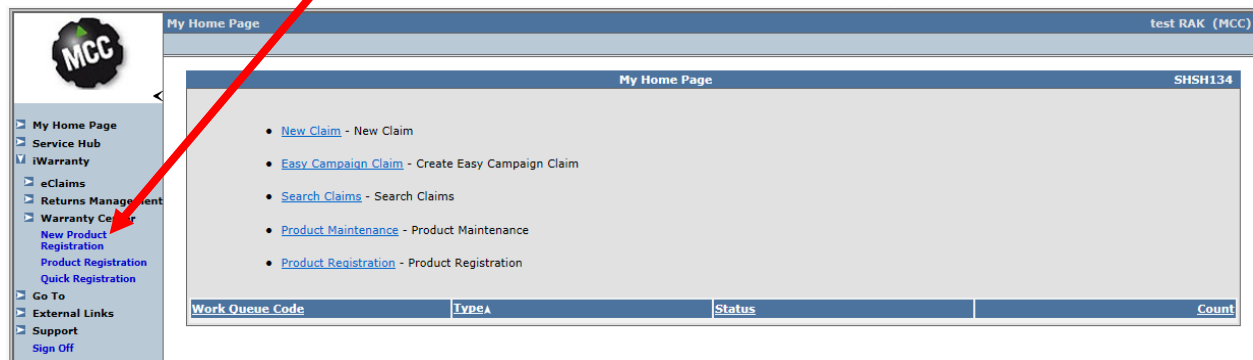 MCC
My Home Page test RAK (MCC)
My Home Page SHSH134
My Home Page
Service Hub
iWarranty
eClaims
Returns Management
Warranty Center
New Product
Registration
Product Registration
Quick Registration
Go To
External Links
Support
Sign Off
New Claim - New Claim
Easy Campaign Claim - Create Easy Campaign Claim
Search Claims - Search Claims
Product Maintenance - Product Maintenance
Product Registration - Product Registration
Work Queue Code Type Status Count